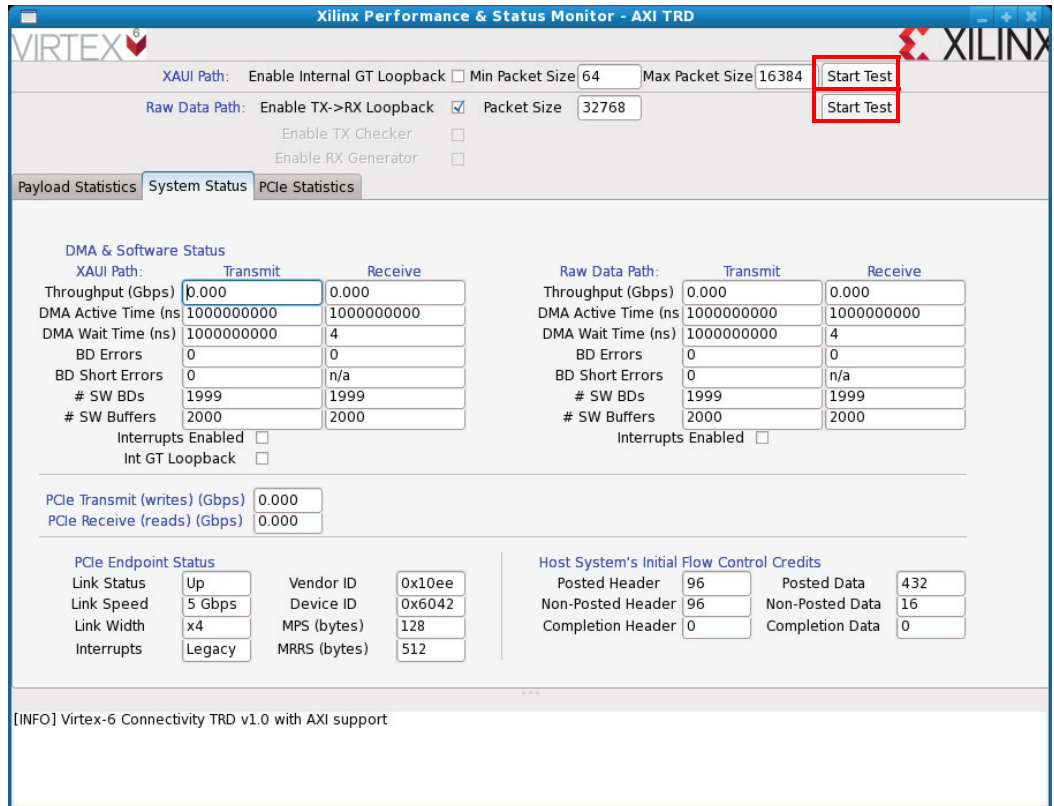 Xilinx Performance & Status Monitor - AXI TRD
VIRTEX 6
XILINX
XAUI Path: Enable Internal GT Loopback Min Packet Size 64 Max Packet Size 16384 Start Test
Raw Data Path: Enable TX->RX Loopback Packet Size 32768 Start Test
Enable TX Checker
Enable RX Generator
Payload Statistics System Status PCIe Statistics
DMA & Software Status
XAUI Path: Transmit Receive Raw Data Path: Transmit Receive
Throughput (Gbps) 0.000 0.000 Throughput (Gbps) 0.000 0.000
DMA Active Time (ns 1000000000 1000000000 DMA Active Time (ns 1000000000 1000000000
DMA Wait Time (ns) 1000000000 4 DMA Wait Time (ns) 1000000000 4
BD Errors 0 0 BD Errors 0 0
BD Short Errors 0 n/a BD Short Errors 0 n/a
# SW BDs 1999 1999 # SW BDs 1999 1999
# SW Buffers 2000 2000 # SW Buffers 2000 2000
Interrupts Enabled Interrupts Enabled
Int GT Loopback
PCIe Transmit (writes) (Gbps) 0.000
PCIe Receive (reads) (Gbps) 0.000
PCIe Endpoint Status Host System's Initial Flow Control Credits
Link Status Up Vendor ID 0x10ee Posted Header 96 Posted Data 432
Link Speed 5 Gbps Device ID 0x6042 Non-Posted Header 96 Non-Posted Data 16
Link Width x4 MPS (bytes) 128 Completion Header 0 Completion Data 0
Interrupts Legacy MRRS (bytes) 512
[INFO] Virtex-6 Connectivity TRD v1.0 with AXI support